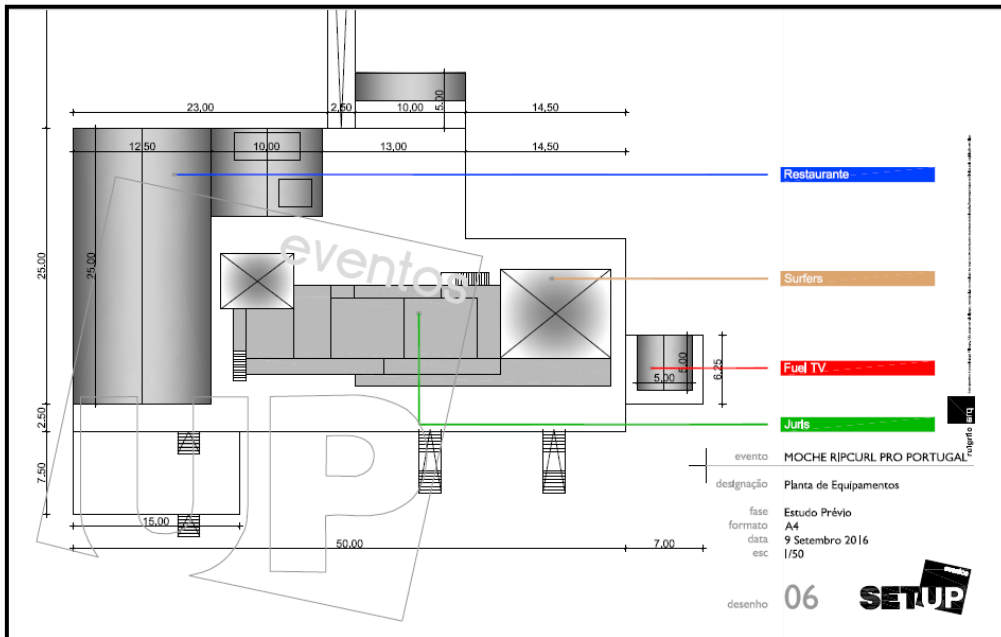 23,00
2,50
10,00
14,50
5,00
12,50
10,00
13,00
14,50
25,00
25,00
2,50
7,50
15,00
50,00
7,00
5,00
5,00
6,25
eventos
UP
Restaurante
Surfers
Fuel TV
Juris
evento MOCHE RIPCURL PRO PORTUGAL
designação Planta de Equipamentos
fase Estudo Prévio
formato A4
data 9 Setembro 2016
esc 1/50
desenho 06
SETUP
eventos
arq